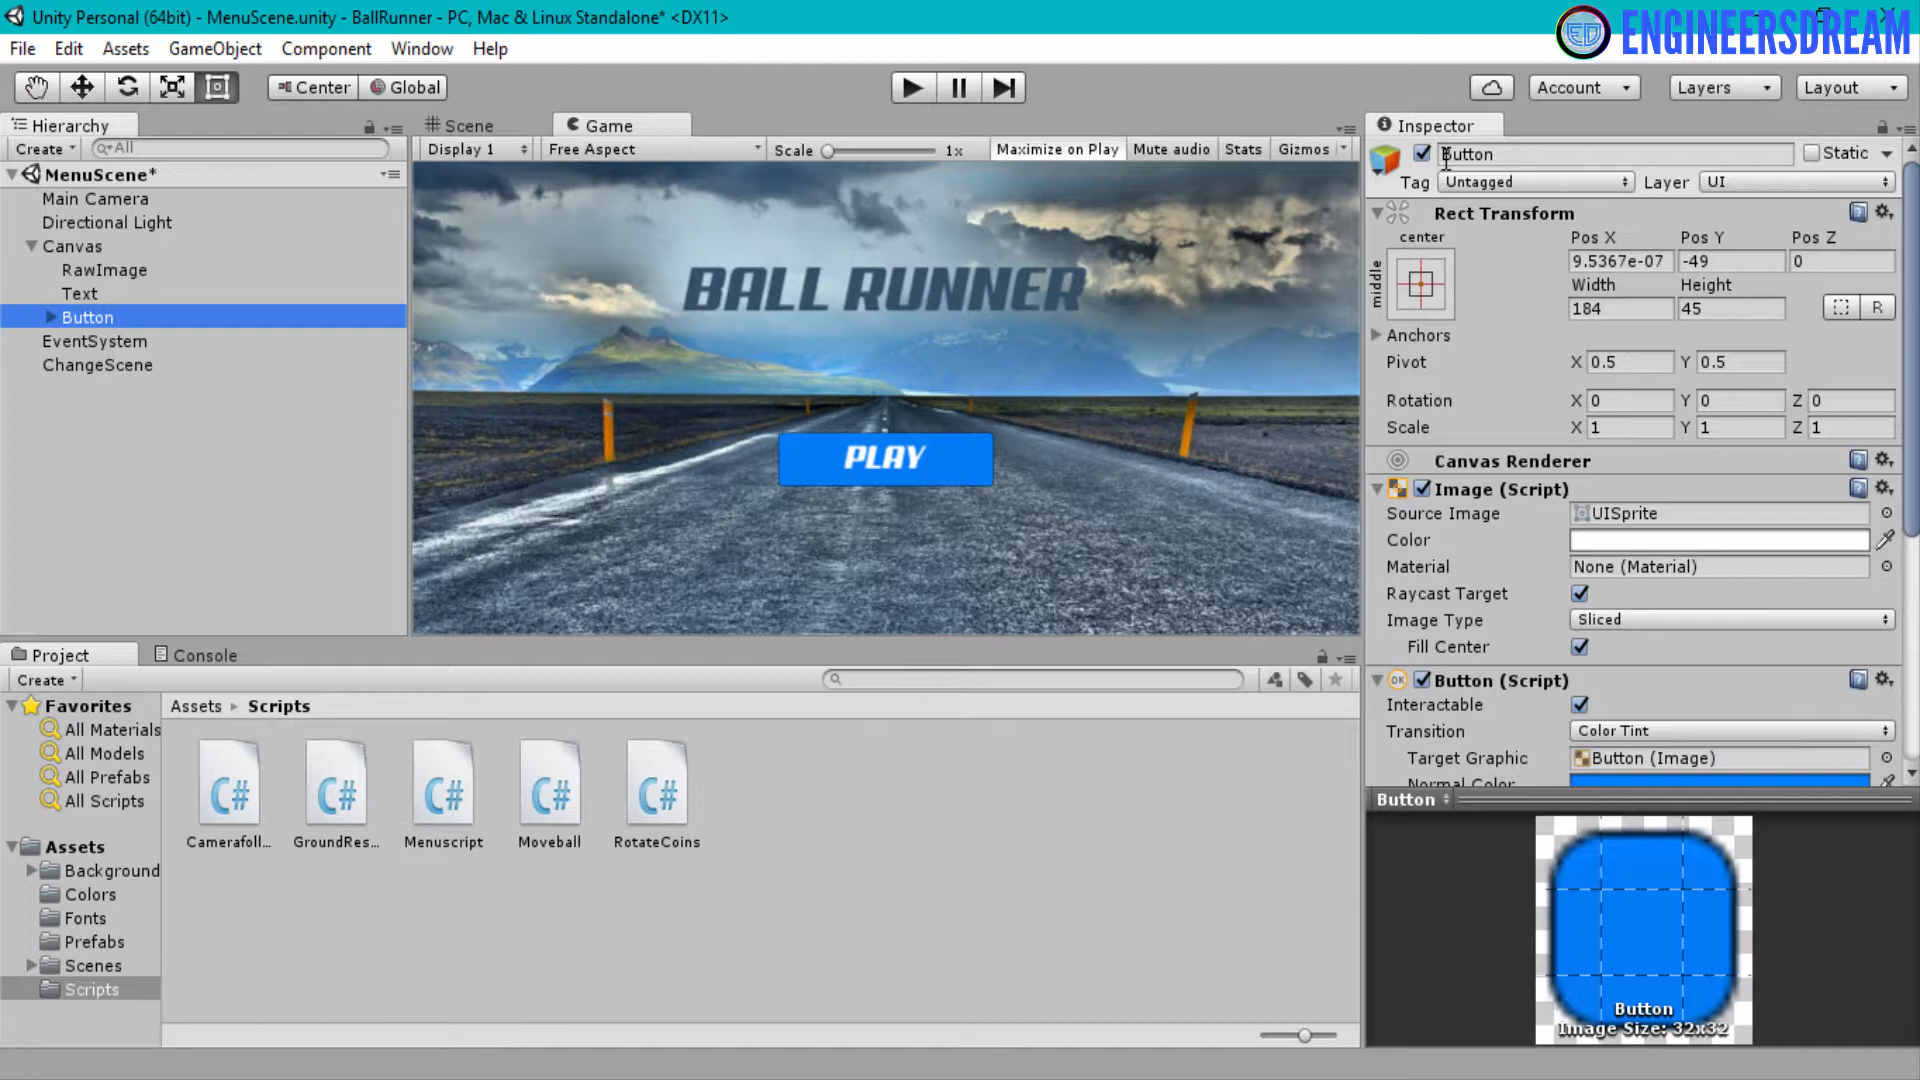 Unity Personal (64bit) - MenuScene.unity - BallRunner - PC, Mac & Linux Standalone* <DX11>
ENGINEERSDREAM
File Edit Assets GameObject Component Window Help
Center Global
Account Layers Layout
Hierarchy
Create All
MenuScene*
Main Camera
Directional Light
Canvas
RawImage
Text
Button
EventSystem
ChangeScene
Scene Game
Display 1 Free Aspect Scale 1x Maximize on Play Mute audio Stats Gizmos
BALL RUNNER
PLAY
Inspector
Button Static
Tag Untagged Layer UI
Rect Transform
center
middle
Pos X Pos Y Pos Z
9.5367e-07 -49 0
Width Height
184 45 R
Anchors
Pivot X 0.5 Y 0.5
Rotation X 0 Y 0 Z 0
Scale X 1 Y 1 Z 1
Canvas Renderer
Image (Script)
Source Image UISprite
Color
Material None (Material)
Raycast Target
Image Type Sliced
Fill Center
OK Button (Script)
Interactable
Transition Color Tint
Target Graphic Button (Image)
Normal Color
Button
Button
Image Size: 32x32
Project Console
Create
Favorites
All Materials
All Models
All Prefabs
All Scripts
Assets
Background
Colors
Fonts
Prefabs
Scenes
Scripts
Assets Scripts
C# C# C# C# C#
Camerafoll... GroundRes... Menuscript Moveball RotateCoins